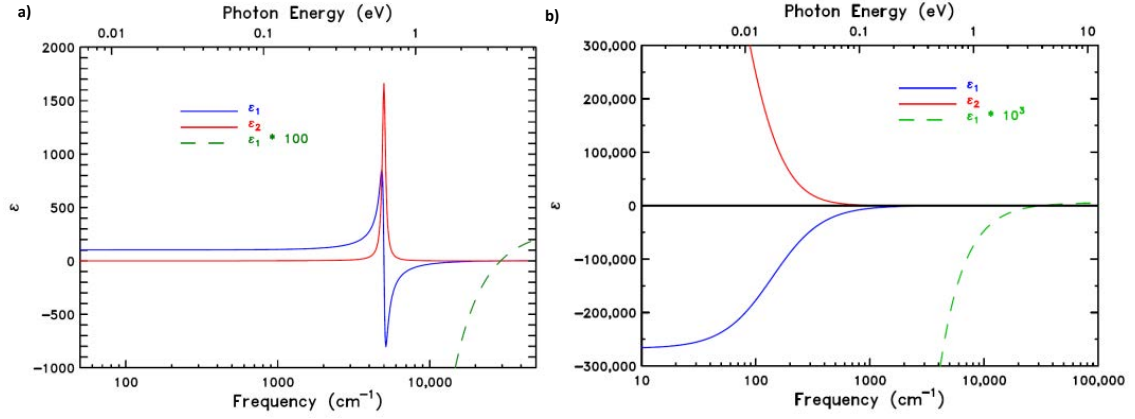 a)
Photon Energy (eV)
0.01 0.1 1
2000
1500
1000
500
0
−500
−1000
ε
ε₁
ε₂
ε₁ * 100
100 1000 10,000
Frequency (cm⁻¹)
b)
Photon Energy (eV)
0.01 0.1 1 10
300,000
200,000
100,000
0
−100,000
−200,000
−300,000
ε
ε₁
ε₂
ε₁ * 10³
10 100 1000 10,000 100,000
Frequency (cm⁻¹)